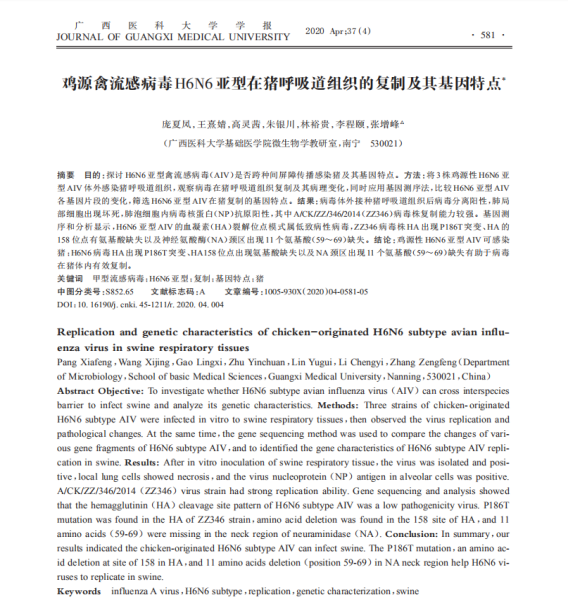 广 西 医 科 大 学 学 报
JOURNAL OF GUANGXI MEDICAL UNIVERSITY 2020 Apr;37(4) · 581 ·
鸡源禽流感病毒H6N6亚型在猪呼吸道组织的复制及其基因特点*
庞夏凤,王熹婧,高灵茜,朱银川,林裕贵,李程颐,张增峰△
(广西医科大学基础医学院微生物学教研室,南宁 530021)
摘要 目的:探讨H6N6亚型禽流感病毒(AIV)是否跨种间屏障传播感染猪及其基因特点。方法:将3株鸡源性H6N6亚
型AIV体外感染猪呼吸道组织,观察病毒在猪呼吸道组织复制及其病理变化,同时应用基因测序法,比较H6N6亚型AIV
各基因片段的变化,筛选H6N6亚型AIV在猪复制的基因特点。结果:病毒体外接种猪呼吸道组织后病毒分离阳性,肺局
部细胞出现坏死,肺泡细胞内病毒核蛋白(NP)抗原阳性,其中A/CK/ZZ/346/2014(ZZ346)病毒株复制能力较强。基因测
序和分析显示,H6N6亚型AIV的血凝素(HA)裂解位点模式属低致病性病毒,ZZ346病毒株HA出现P186T突变、HA的
158位点有氨基酸缺失以及神经氨酸酶(NA)颈区出现11个氨基酸(59~69)缺失。结论:鸡源性H6N6亚型AIV可感染
猪;H6N6病毒HA出现P186T突变、HA158位点出现氨基酸缺失以及NA颈区出现11个氨基酸(59~69)缺失有助于病毒
在猪体内有效复制。
关键词 甲型流感病毒;H6N6亚型;复制;基因特点;猪
中图分类号:S852.65 文献标志码:A 文章编号:1005-930X(2020)04-0581-05
DOI: 10.16190/j. cnki. 45-1211/r. 2020. 04. 004
Replication and genetic characteristics of chicken-originated H6N6 subtype avian influ-
enza virus in swine respiratory tissues
Pang Xiafeng, Wang Xijing, Gao Lingxi, Zhu Yinchuan, Lin Yugui, Li Chengyi, Zhang Zengfeng (Department
of Microbiology, School of basic Medical Sciences, Guangxi Medical University, Nanning, 530021, China)
Abstract Objective: To investigate whether H6N6 subtype avian influenza virus (AIV) can cross interspecies
barrier to infect swine and analyze its genetic characteristics. Methods: Three strains of chicken-originated
H6N6 subtype AIV were infected in vitro to swine respiratory tissues, then observed the virus replication and
pathological changes. At the same time, the gene sequencing method was used to compare the changes of vari-
ous gene fragments of H6N6 subtype AIV, and to identified the gene characteristics of H6N6 subtype AIV repli-
cation in swine. Results: After in vitro inoculation of swine respiratory tissue, the virus was isolated and posi-
tive, local lung cells showed necrosis, and the virus nucleoprotein (NP) antigen in alveolar cells was positive.
A/CK/ZZ/346/2014 (ZZ346) virus strain had strong replication ability. Gene sequencing and analysis showed
that the hemagglutinin (HA) cleavage site pattern of H6N6 subtype AIV was a low pathogenicity virus. P186T
mutation was found in the HA of ZZ346 strain, amino acid deletion was found in the 158 site of HA, and 11
amino acids (59-69) were missing in the neck region of neuraminidase (NA). Conclusion: In summary, our
results indicated the chicken-originated H6N6 subtype AIV can infect swine. The P186T mutation, an amino ac-
id deletion at site of 158 in HA, and 11 amino acids deletion (position 59-69) in NA neck region help H6N6 vi-
ruses to replicate in swine.
Keywords influenza A virus, H6N6 subtype, replication, genetic characterization, swine